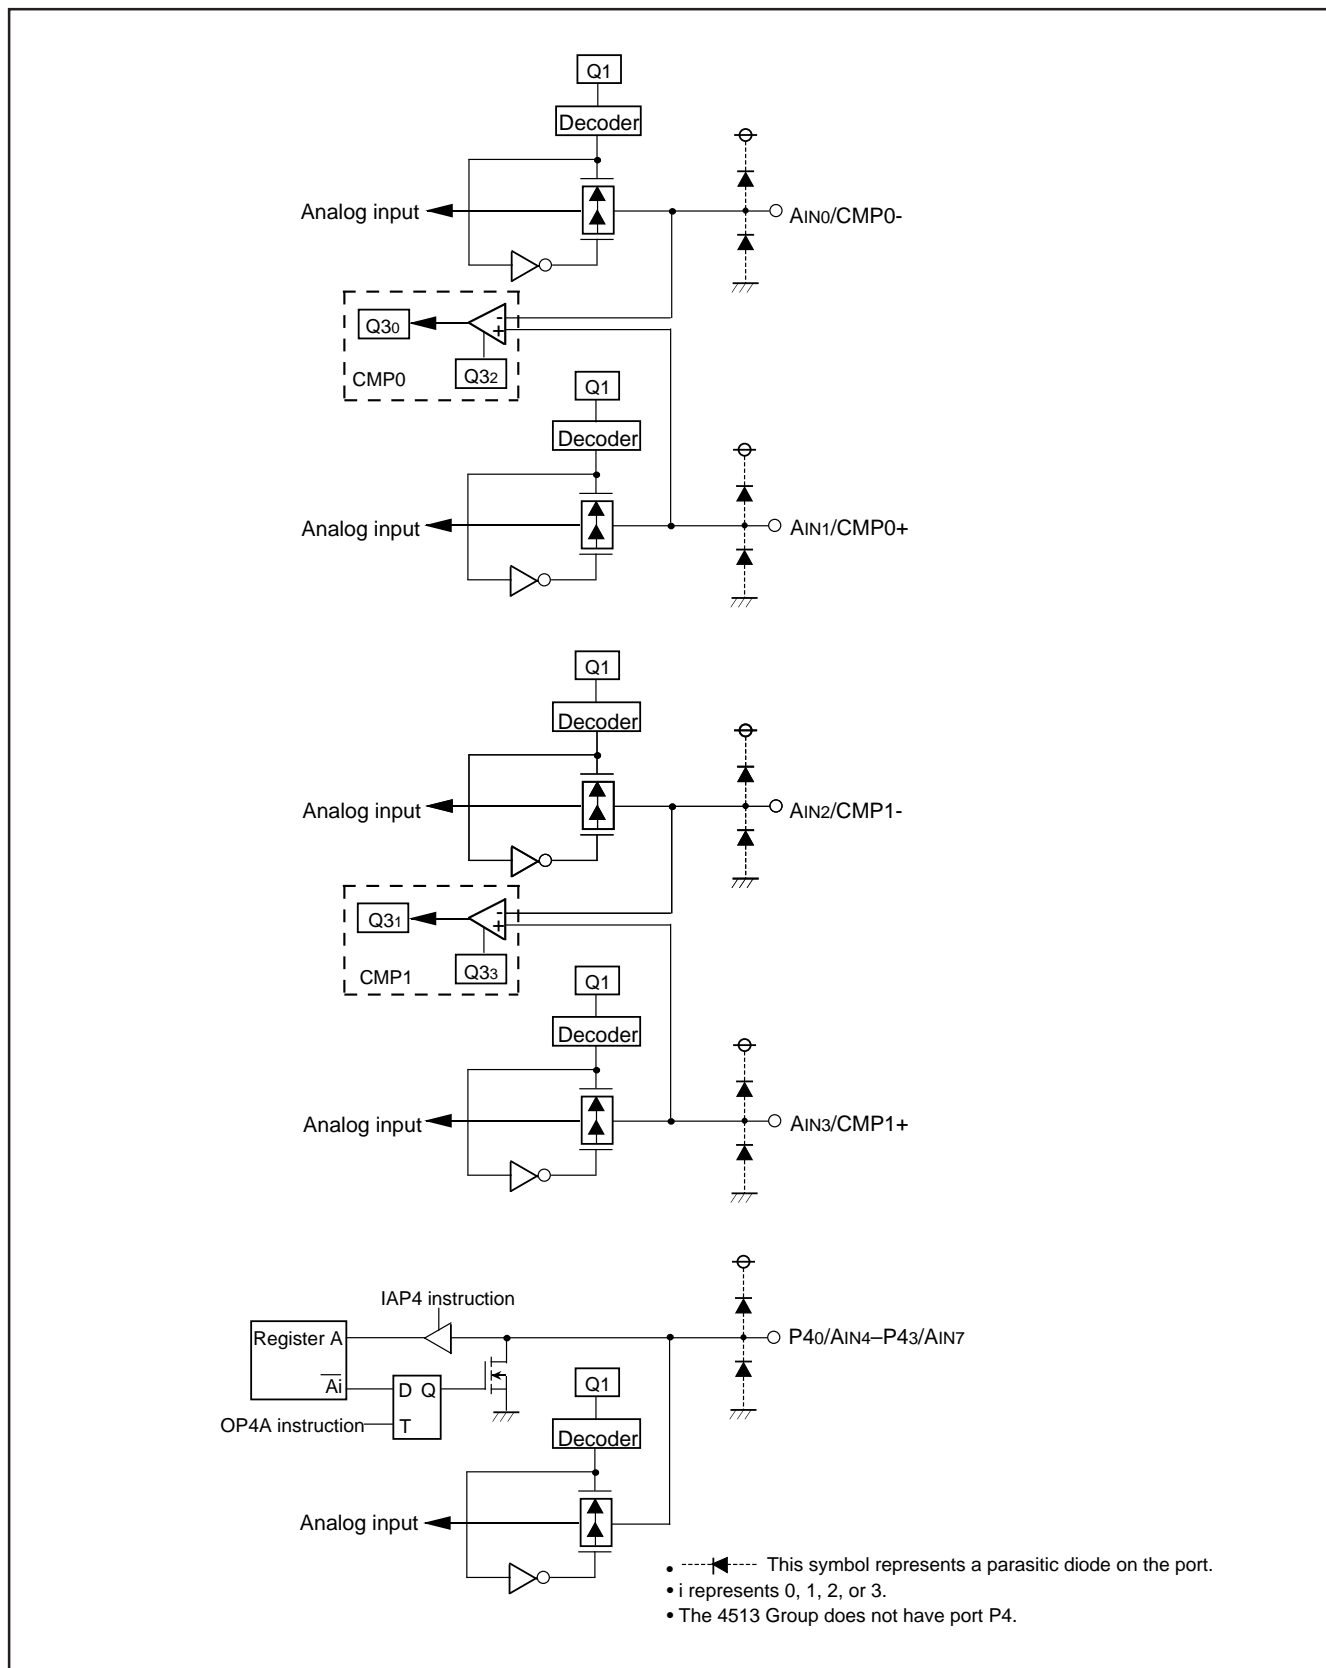 Q1
Decoder
Analog input
AIN0/CMP0-
Q30
-
+
Q32
CMP0
Q1
Decoder
Analog input
AIN1/CMP0+
Q1
Decoder
Analog input
AIN2/CMP1-
Q31
-
+
Q33
CMP1
Q1
Decoder
Analog input
AIN3/CMP1+
IAP4 instruction
Register A
P40/AIN4–P43/AIN7
Ai
D Q
T
OP4A instruction
Q1
Decoder
Analog input
• This symbol represents a parasitic diode on the port.
• i represents 0, 1, 2, or 3.
• The 4513 Group does not have port P4.